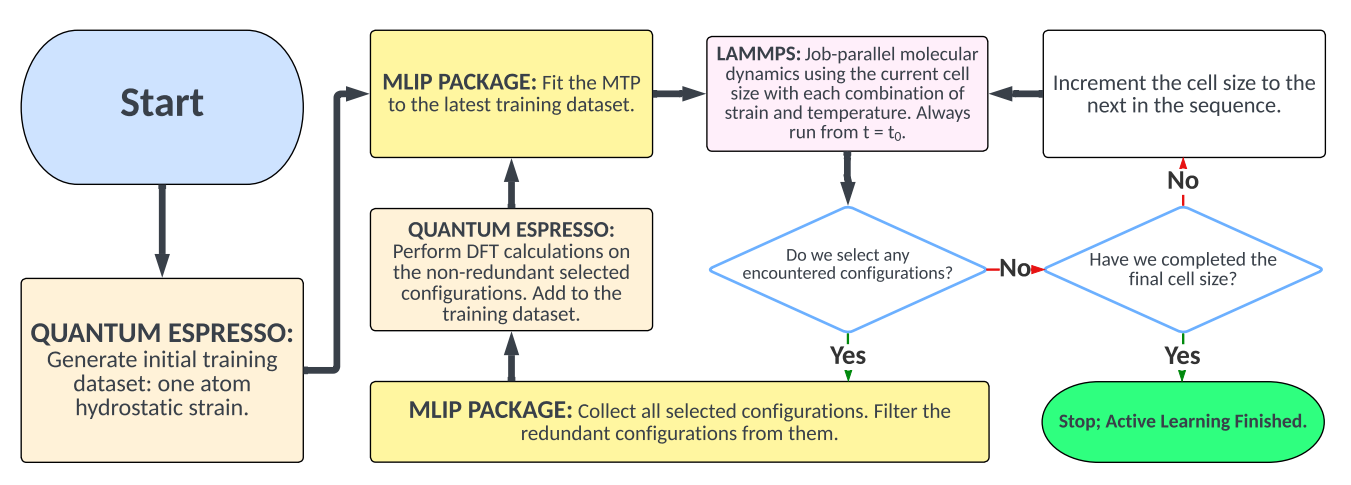 Start
QUANTUM ESPRESSO:
Generate initial training
dataset: one atom
hydrostatic strain.
MLIP PACKAGE: Fit the MTP
to the latest training dataset.
QUANTUM ESPRESSO:
Perform DFT calculations on
the non-redundant selected
configurations. Add to the
training dataset.
MLIP PACKAGE: Collect all selected configurations. Filter the
redundant configurations from them.
LAMMPS: Job-parallel molecular
dynamics using the current cell
size with each combination of
strain and temperature. Always
run from t = t₀.
Do we select any
encountered configurations?
Yes
No
Have we completed the
final cell size?
No
Increment the cell size to the
next in the sequence.
Yes
Stop; Active Learning Finished.